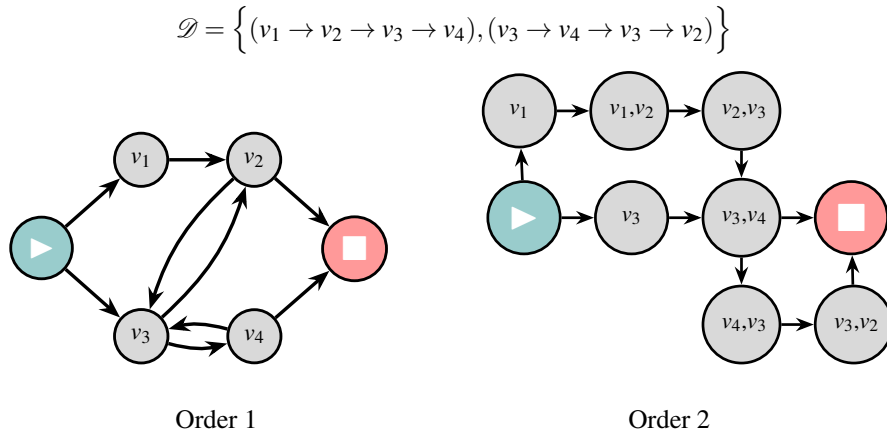 𝒟 = {(v₁ → v₂ → v₃ → v₄), (v₃ → v₄ → v₃ → v₂)}
v₁
v₂
v₃
v₄
Order 1
v₁
v₁,v₂
v₂,v₃
v₃
v₃,v₄
v₄,v₃
v₃,v₂
Order 2